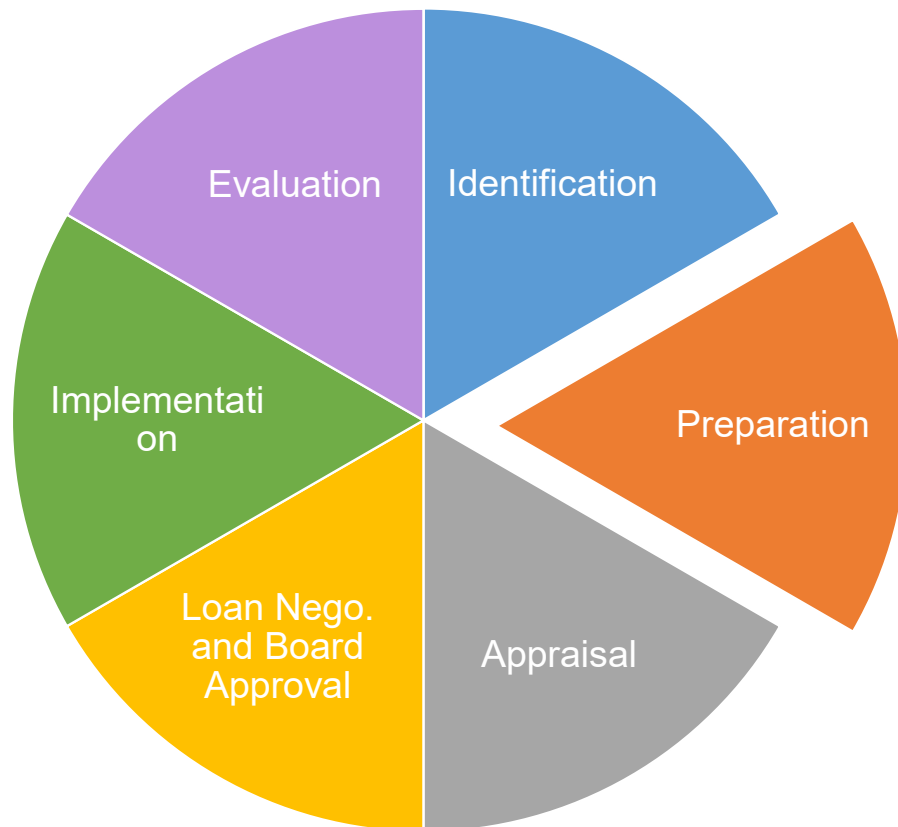 Identification
Preparation
Appraisal
Loan Nego.
and Board
Approval
Implementati
on
Evaluation